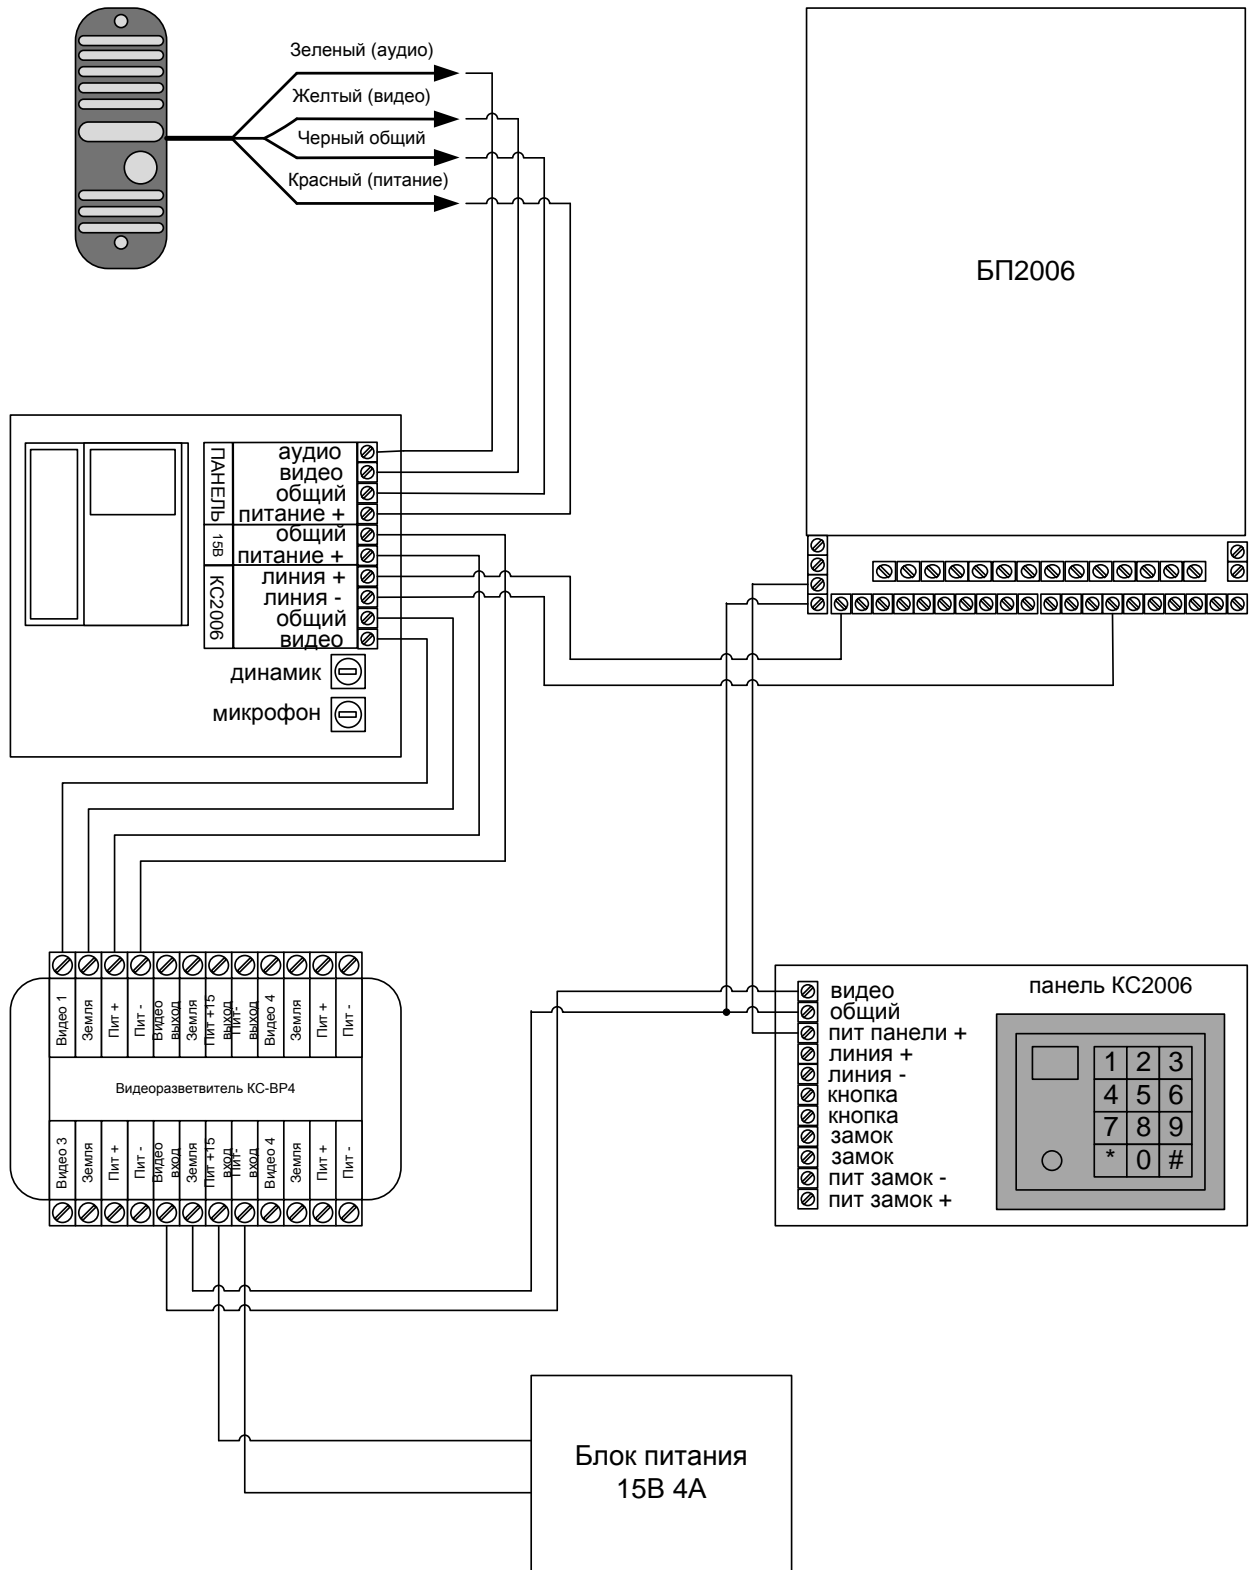 Зеленый (аудио)
Желтый (видео)
Черный общий
Красный (питание)
БП2006
ПАНЕЛЬ
аудио
видео
общий
питание +
15В
общий
питание +
КС2006
линия +
линия -
общий
видео
динамик
микрофон
Видео 1
Земля
Пит +
Пит -
Видео
выход
Земля
Пит +15
выход
Пит-
выход
Видео 4
Земля
Пит +
Пит -
Видеоразветвитель КС-ВР4
Видео 3
Земля
Пит +
Пит -
Видео
вход
Земля
Пит +15
вход
Пит-
вход
Видео 4
Земля
Пит +
Пит -
панель КС2006
видео
общий
пит панели +
линия +
линия -
кнопка
кнопка
замок
замок
пит замок -
пит замок +
1 2 3
4 5 6
7 8 9
* 0 #
Блок питания
15В 4А